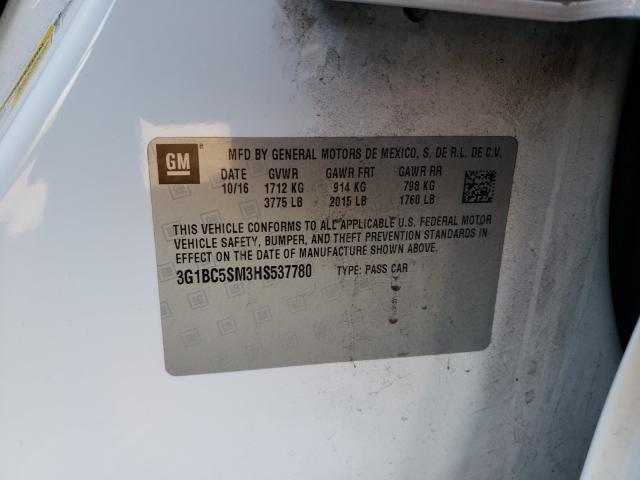 GM
MFD BY GENERAL MOTORS DE MEXICO, S. DE R.L. DE C.V.
DATE GVWR GAWR FRT GAWR RR
10/16 1712 KG 914 KG 798 KG
3775 LB 2015 LB 1760 LB
THIS VEHICLE CONFORMS TO ALL APPLICABLE U.S. FEDERAL MOTOR
VEHICLE SAFETY, BUMPER, AND THEFT PREVENTION STANDARDS IN
EFFECT ON THE DATE OF MANUFACTURE SHOWN ABOVE.
3G1BC5SM3HS537780 TYPE: PASS CAR